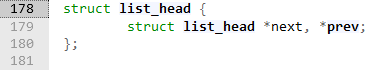 178 struct list_head {
179         struct list_head *next, *prev;
180 };
181